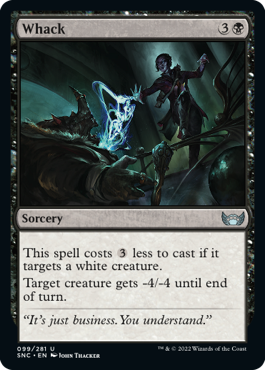 Whack 3
Sorcery
This spell costs 3 less to cast if it
targets a white creature.
Target creature gets -4/-4 until end
of turn.
“It’s just business. You understand.”
099/281 U
SNC • EN John Thacker
™ & © 2022 Wizards of the Coast